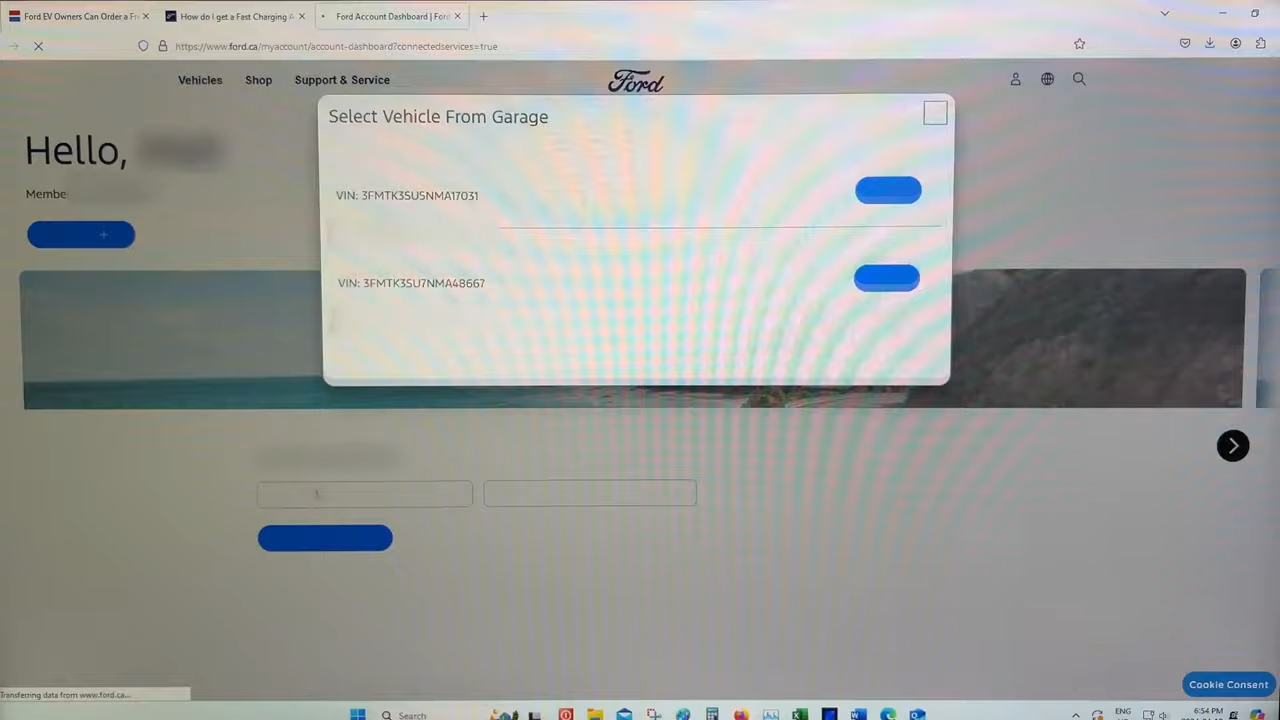 Ford EV Owners Can Order a Fr
How do I get a Fast Charging A
Ford Account Dashboard | Ford
https://www.ford.ca/myaccount/account-dashboard?connectedservices=true
Vehicles
Shop
Support & Service
Ford
Select Vehicle From Garage
Hello,
Membe
VIN: 3FMTK3SU5NMA17031
VIN: 3FMTK3SU7NMA48667
Cookie Consent
Transferring data from www.ford.ca...
Search
ENG
6:54 PM